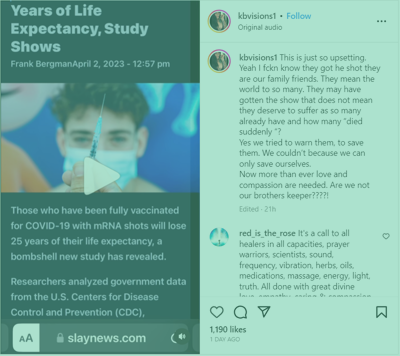 Years of Life
Expectancy, Study
Shows
Frank BergmanApril 2, 2023 - 12:57 pm
Those who have been fully vaccinated
for COVID-19 with mRNA shots will lose
25 years of their life expectancy, a
bombshell new study has revealed.
Researchers analyzed government data
from the U.S. Centers for Disease
Control and Prevention (CDC),
AA slaynews.com
kbvisions1 • Follow
Original audio
kbvisions1 This is just so upsetting.
Yeah I fckn know they got he shot they
are our family friends. They mean the
world to so many. They may have
gotten the show that does not mean
they deserve to suffer as so many
already have and how many "died
suddenly "?
Yes we tried to warn them, to save
them. We couldn't because we can
only save ourselves.
Now more than ever love and
compassion are needed. Are we not
our brothers keeper????!
Edited · 21h
red_is_the_rose It's a call to all
healers in all capacities, prayer
warriors, scientists, sound,
frequency, vibration, herbs, oils,
medications, massage, energy, light,
truth. All done with great divine
love, empathy, caring & compassion
1,190 likes
1 DAY AGO